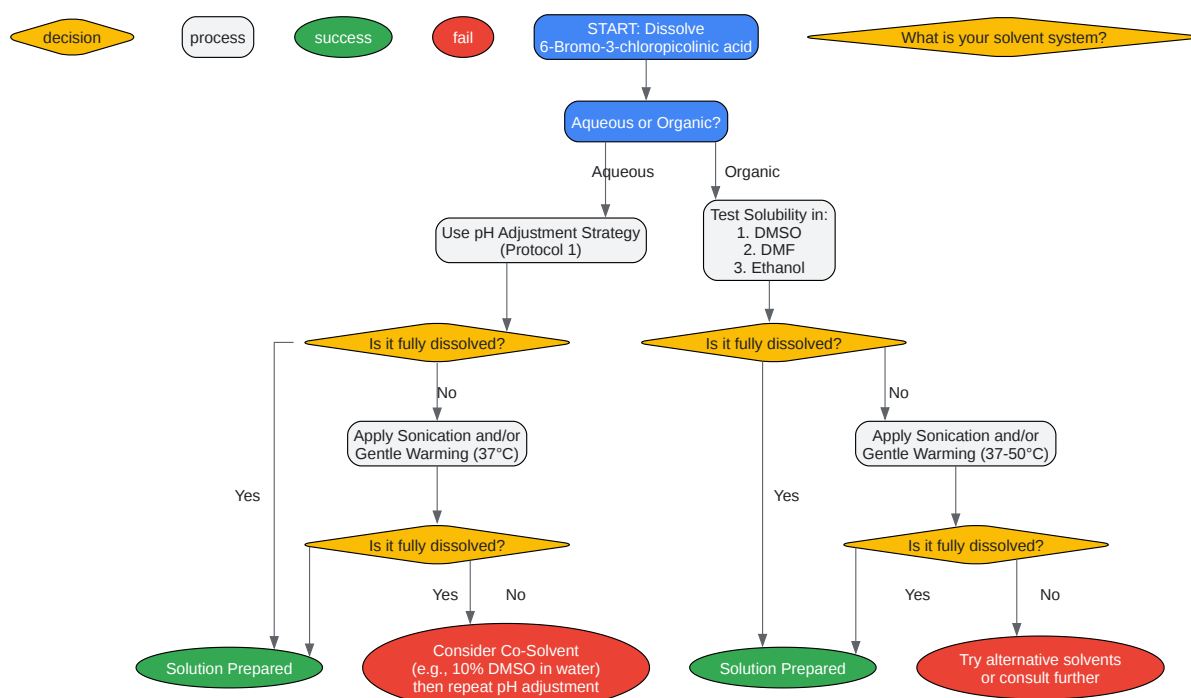 decision
process
success
fail
START: Dissolve
6-Bromo-3-chloropicolinic acid
What is your solvent system?
Aqueous or Organic?
Aqueous
Organic
Use pH Adjustment Strategy
(Protocol 1)
Test Solubility in:
1. DMSO
2. DMF
3. Ethanol
Is it fully dissolved?
Is it fully dissolved?
No
No
Apply Sonication and/or
Gentle Warming (37°C)
Apply Sonication and/or
Gentle Warming (37-50°C)
Yes
Yes
Is it fully dissolved?
Is it fully dissolved?
Yes
No
Yes
No
Solution Prepared
Consider Co-Solvent
(e.g., 10% DMSO in water)
then repeat pH adjustment
Solution Prepared
Try alternative solvents
or consult further